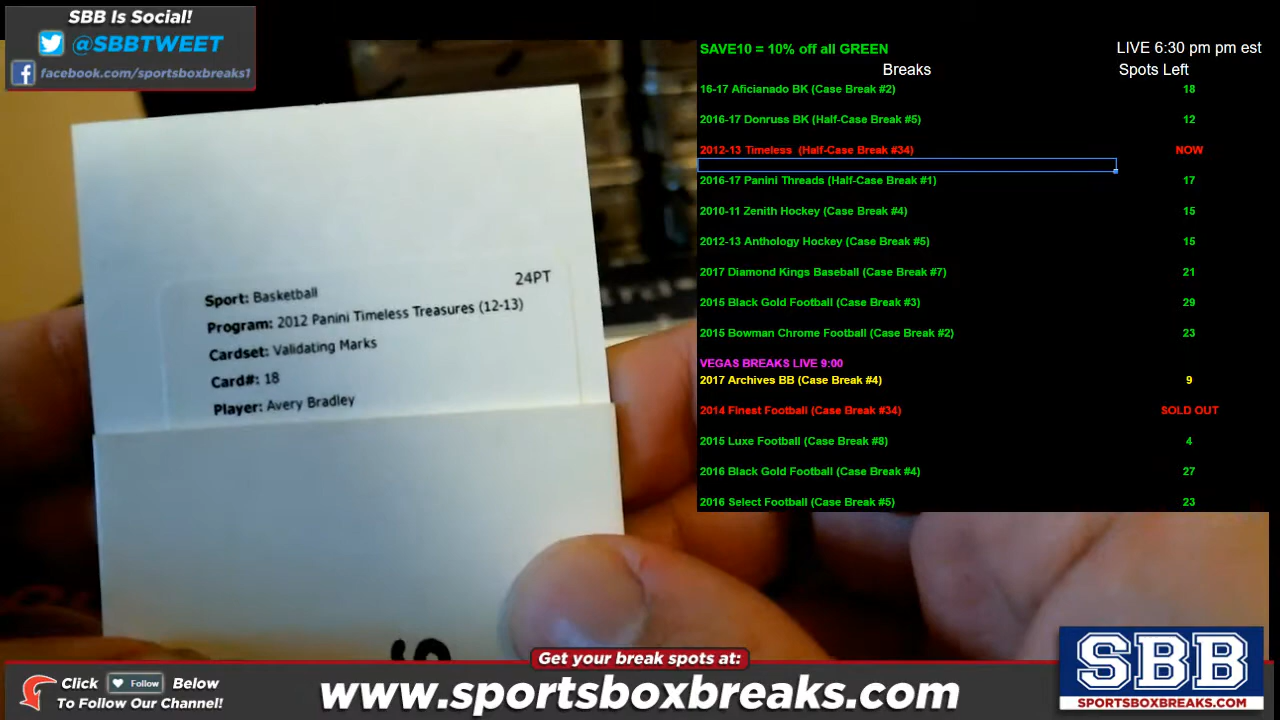 SBB Is Social!
@SBBTWEET
facebook.com/sportsboxbreaks1
SAVE10 = 10% off all GREEN
LIVE 6:30 pm pm est
Breaks Spots Left
16-17 Aficianado BK (Case Break #2) 18
2016-17 Donruss BK (Half-Case Break #5) 12
2012-13 Timeless (Half-Case Break #34) NOW
2016-17 Panini Threads (Half-Case Break #1) 17
2010-11 Zenith Hockey (Case Break #4) 15
2012-13 Anthology Hockey (Case Break #5) 15
2017 Diamond Kings Baseball (Case Break #7) 21
2015 Black Gold Football (Case Break #3) 29
2015 Bowman Chrome Football (Case Break #2) 23
VEGAS BREAKS LIVE 9:00
2017 Archives BB (Case Break #4) 9
2014 Finest Football (Case Break #34) SOLD OUT
2015 Luxe Football (Case Break #8) 4
2016 Black Gold Football (Case Break #4) 27
2016 Select Football (Case Break #5) 23
24PT
Sport: Basketball
Program: 2012 Panini Timeless Treasures (12-13)
Cardset: Validating Marks
Card#: 18
Player: Avery Bradley
Get your break spots at:
Click Follow Below
To Follow Our Channel!
www.sportsboxbreaks.com
SBB
SPORTSBOXBREAKS.COM